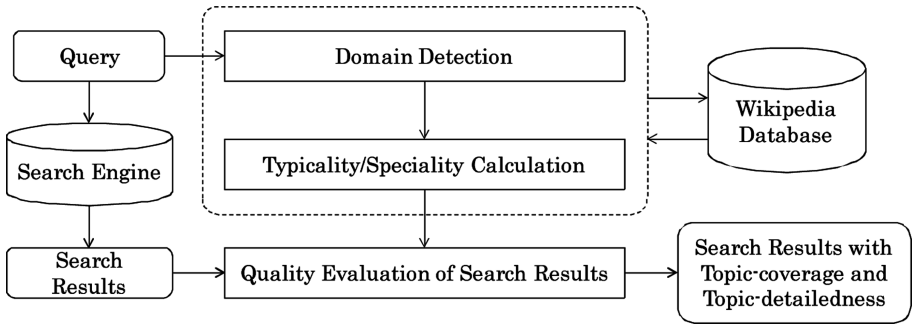 Query
Domain Detection
Wikipedia
Database
Search Engine
Typicality/Speciality Calculation
Search
Results
Quality Evaluation of Search Results
Search Results with
Topic-coverage and
Topic-detailedness